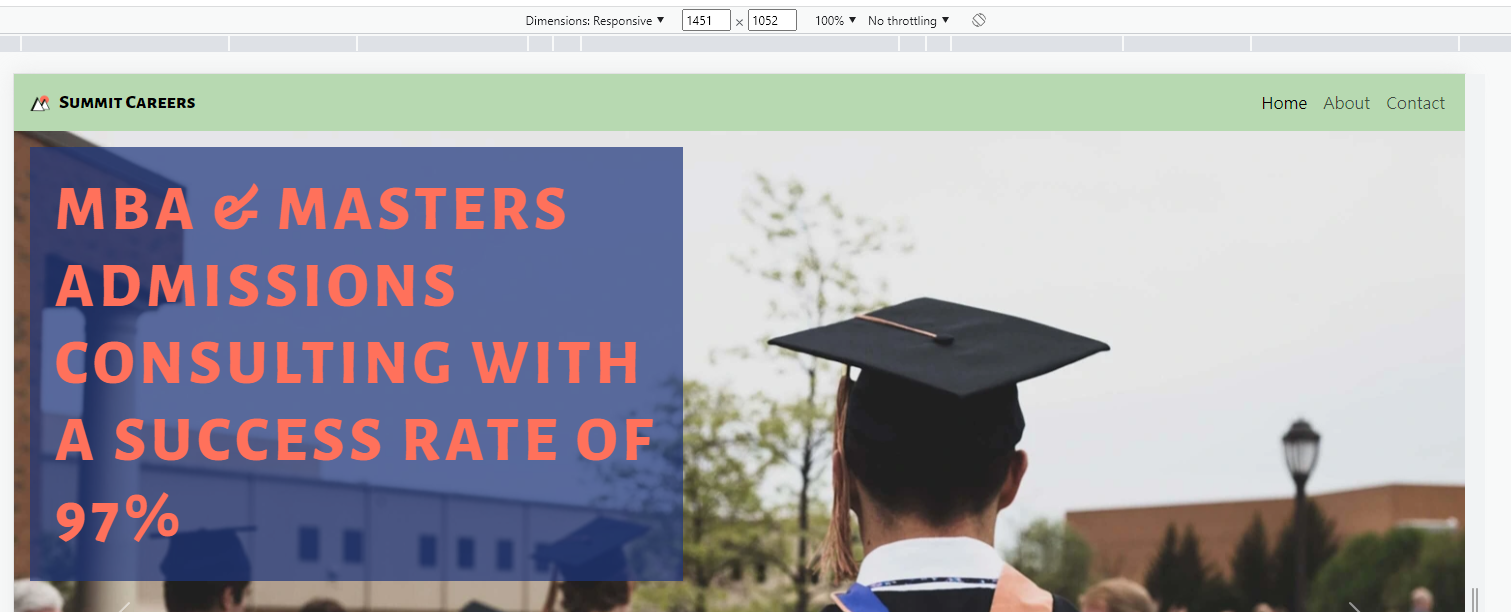 Dimensions: Responsive ▼ 1451 × 1052 100% ▼ No throttling ▼
Summit Careers Home About Contact
MBA & MASTERS
ADMISSIONS
CONSULTING WITH
A SUCCESS RATE OF
97%